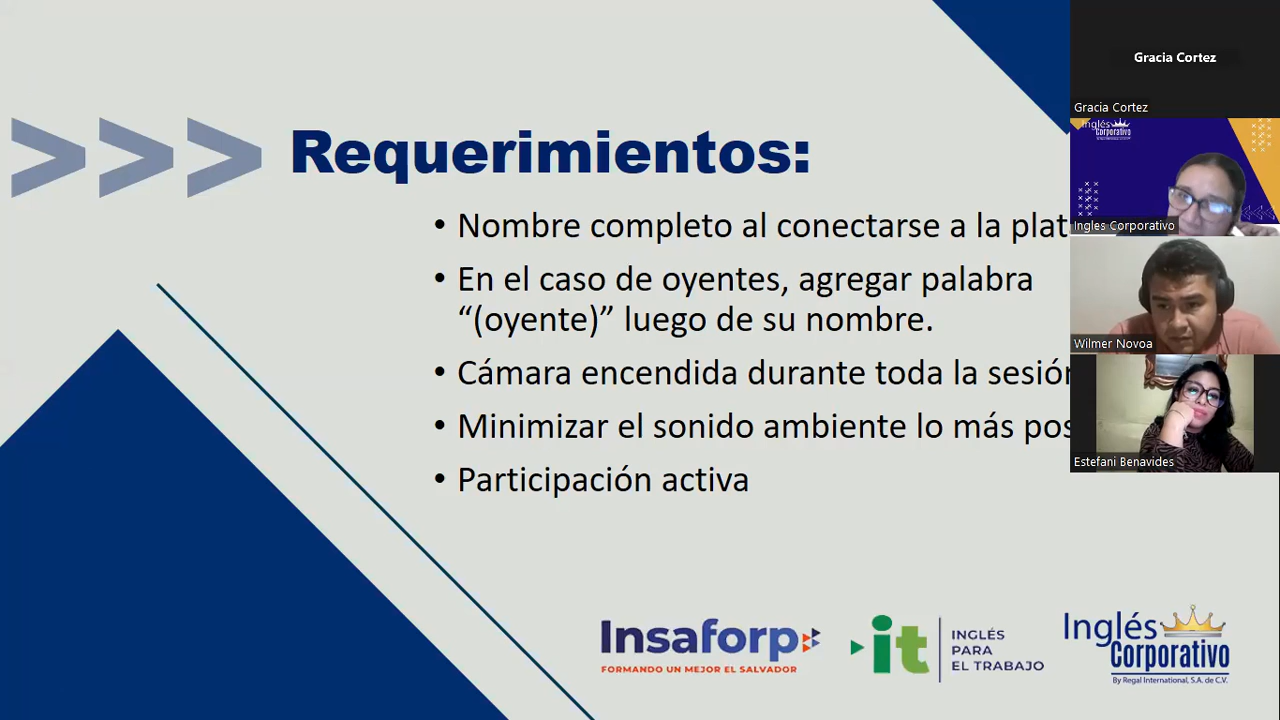 >>> Requerimientos:
• Nombre completo al conectarse a la plat
• En el caso de oyentes, agregar palabra
“(oyente)” luego de su nombre.
• Cámara encendida durante toda la sesión
• Minimizar el sonido ambiente lo más pos
• Participación activa
Insaforp
FORMANDO UN MEJOR EL SALVADOR
it
INGLÉS
PARA
EL TRABAJO
Inglés
Corporativo
By Regal International, S.A. de C.V.
Gracia Cortez
Gracia Cortez
Inglés
Corporativo
Ingles Corporativo
Wilmer Novoa
Estefani Benavides